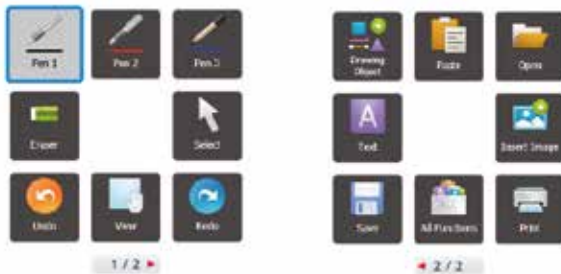 Pen 1
Pen 2
Pen 3
Eraser
Select
Undo
View
Redo
1 / 2
Drawing
Object
Paste
Open
A
Text
Insert Image
Save
All Functions
Print
2 / 2